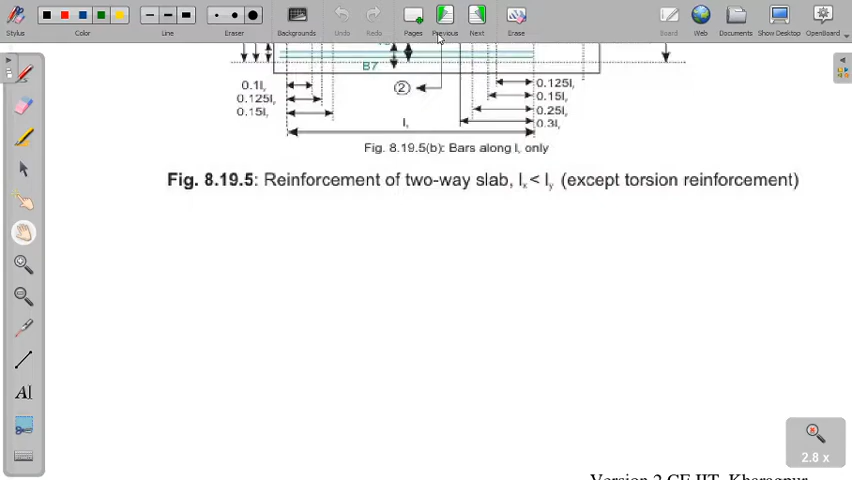 Stylus
Color
Line
Eraser
Backgrounds
Undo
Redo
Pages
Previous
Next
Erase
Board
Web
Documents
Show Desktop
OpenBoard
B7
0.1l,
0.125l,
0.15l,
②
l,
0.125l,
0.15l,
0.25l,
0.3l,
Fig. 8.19.5(b): Bars along l, only
Fig. 8.19.5: Reinforcement of two-way slab, lx < ly (except torsion reinforcement)
AI
2.8 x
Version 2 CE IIT, Kharagpur